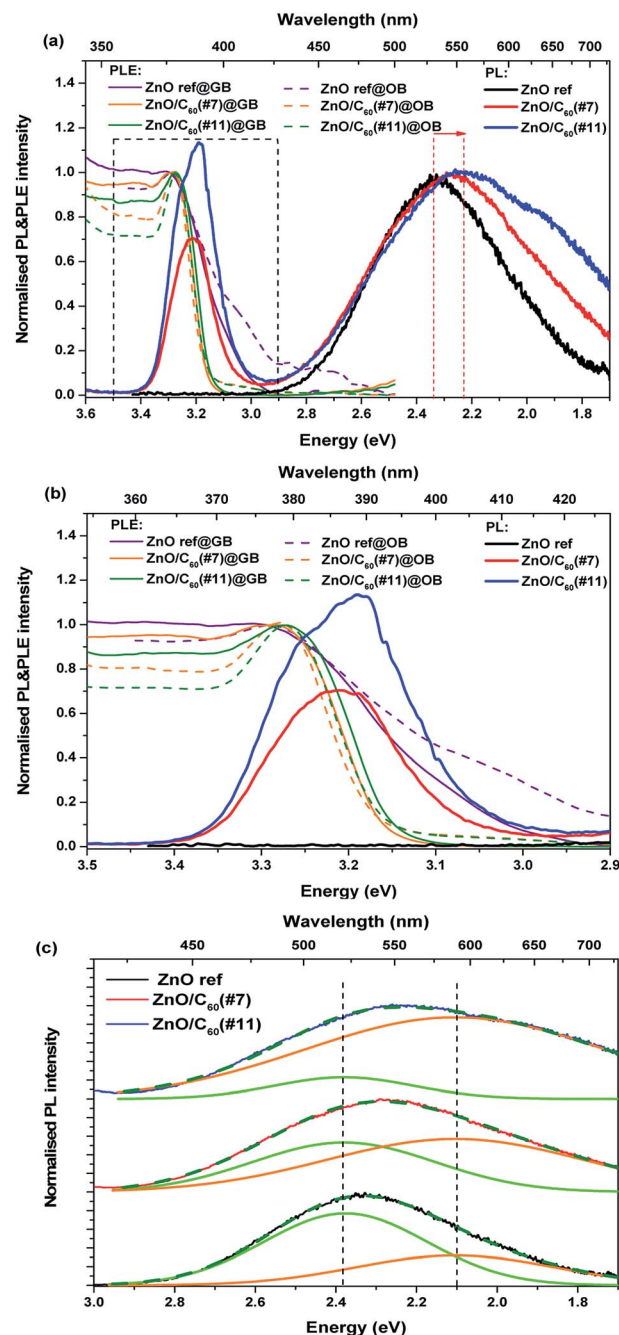 Wavelength (nm)
350 400 450 500 550 600 650 700
(a)
PLE: PL:
ZnO ref@GB ZnO ref@OB ZnO ref
ZnO/C60(#7)@GB ZnO/C60(#7)@OB ZnO/C60(#7)
ZnO/C60(#11)@GB ZnO/C60(#11)@OB ZnO/C60(#11)
Normalised PL&PLE intensity
1.4
1.2
1.0
0.8
0.6
0.4
0.2
0.0
3.6 3.4 3.2 3.0 2.8 2.6 2.4 2.2 2.0 1.8
Energy (eV)
Wavelength (nm)
(b)
360 370 380 390 400 410 420
PLE: PL:
ZnO ref@GB ZnO ref@OB ZnO ref
ZnO/C60(#7)@GB ZnO/C60(#7)@OB ZnO/C60(#7)
ZnO/C60(#11)@GB ZnO/C60(#11)@OB ZnO/C60(#11)
Normalised PL&PLE intensity
1.4
1.2
1.0
0.8
0.6
0.4
0.2
0.0
3.5 3.4 3.3 3.2 3.1 3.0 2.9
Energy (eV)
Wavelength (nm)
(c)
450 500 550 600 650 700
ZnO ref
ZnO/C60(#7)
ZnO/C60(#11)
Normalised PL intensity
3.0 2.8 2.6 2.4 2.2 2.0 1.8
Energy (eV)